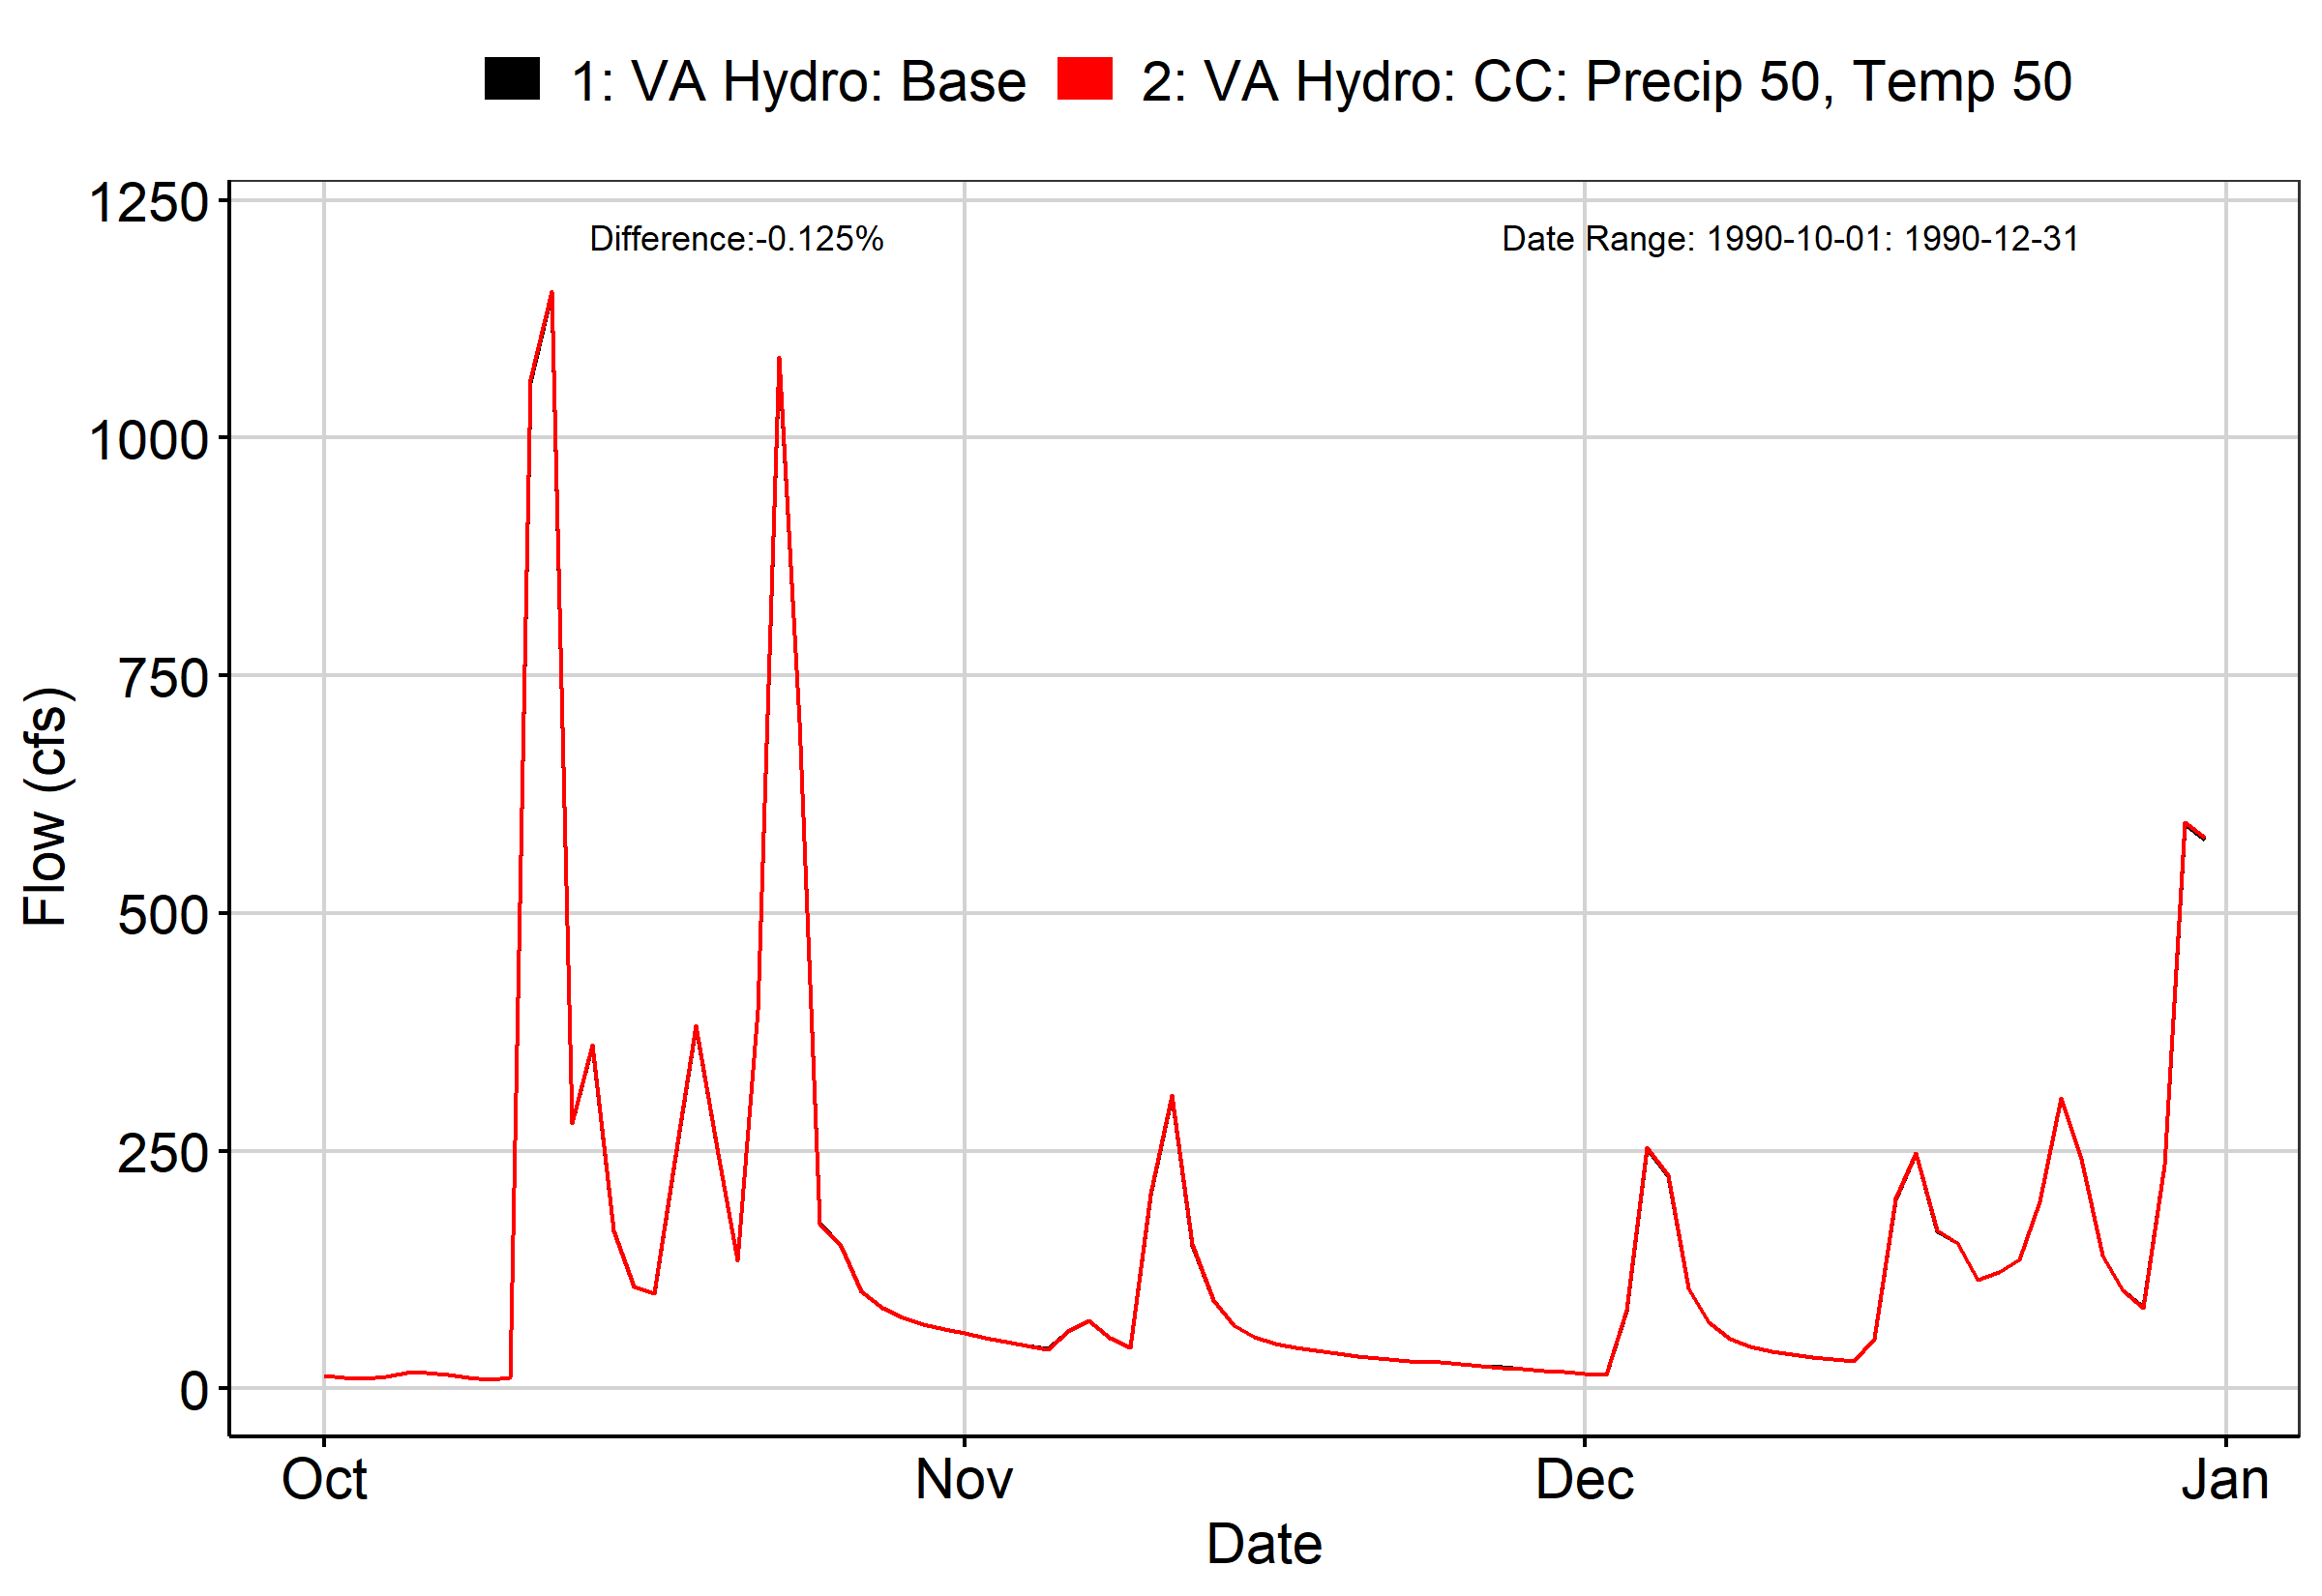 1: VA Hydro: Base 2: VA Hydro: CC: Precip 50, Temp 50
Difference:-0.125% Date Range: 1990-10-01: 1990-12-31
1250
1000
750
500
250
0
Flow (cfs)
Oct Nov Dec Jan
Date